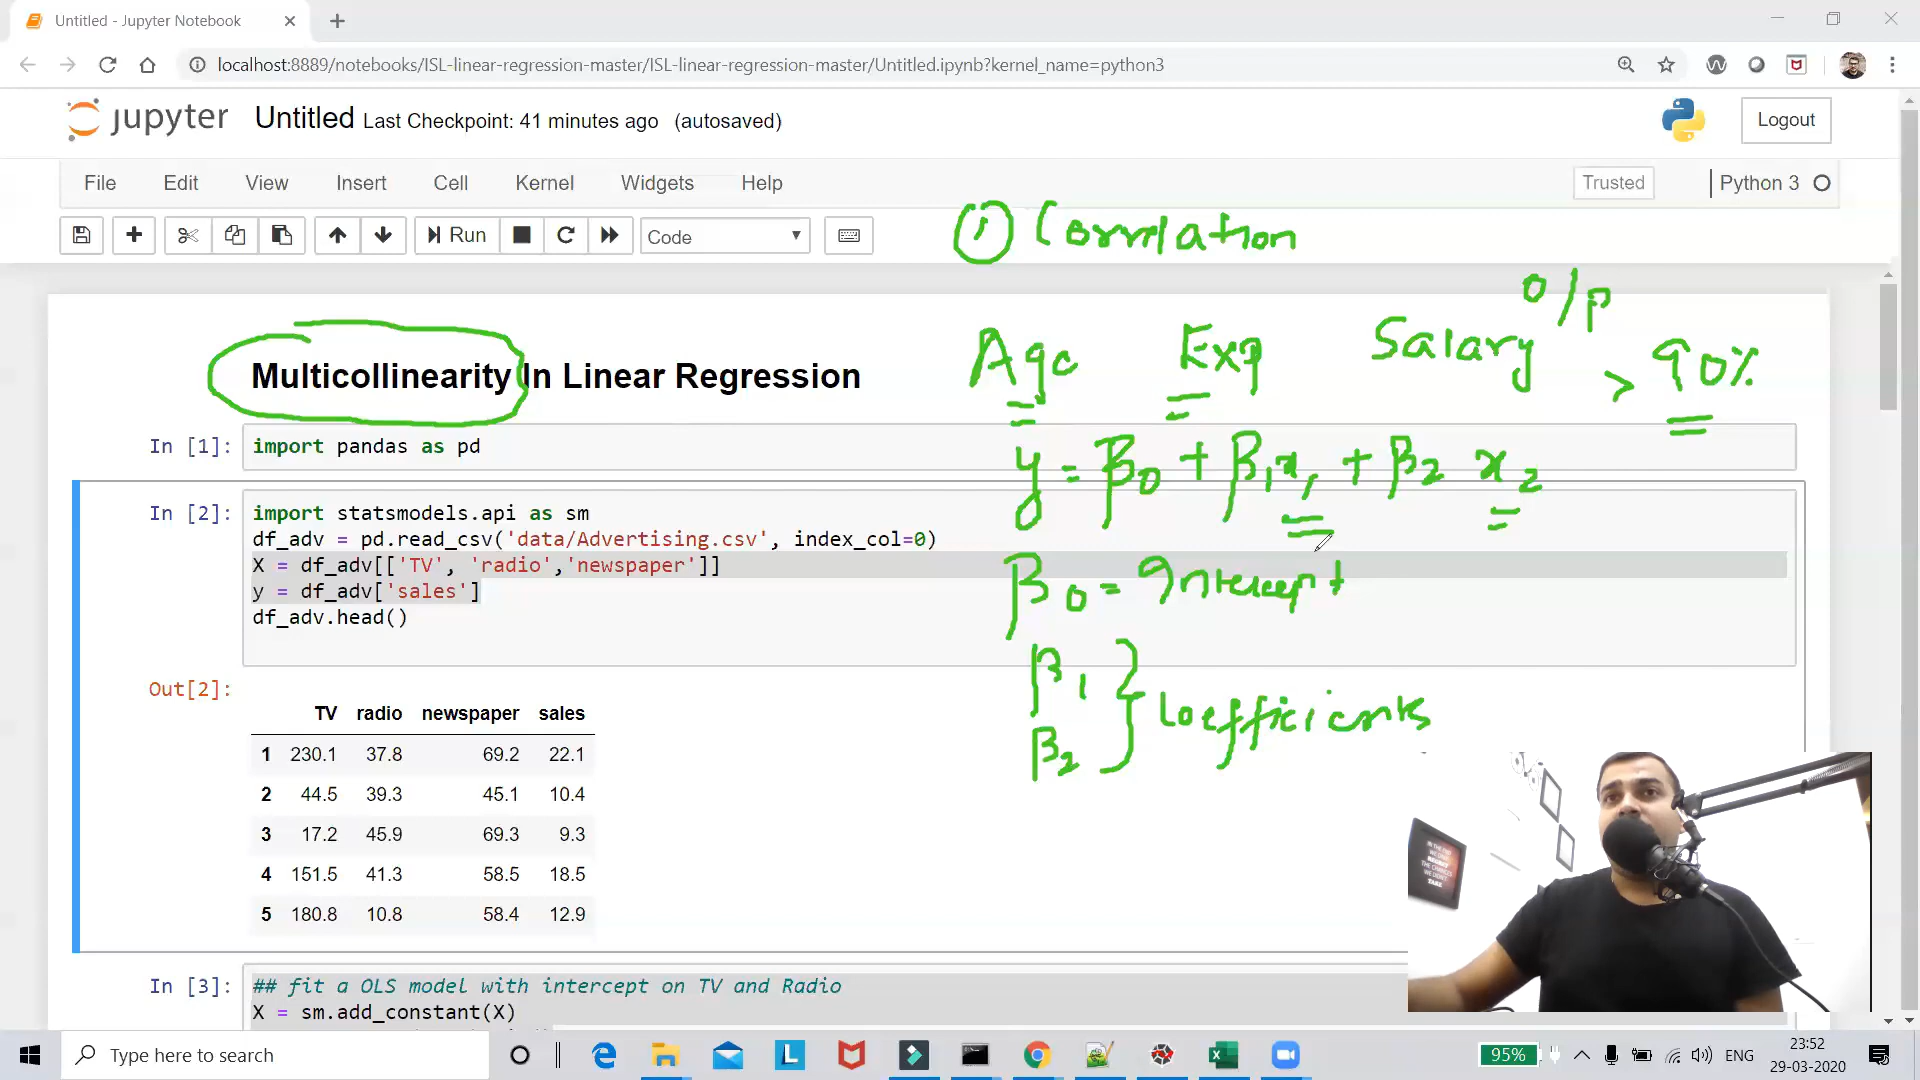 Untitled - Jupyter Notebook
localhost:8889/notebooks/ISL-linear-regression-master/ISL-linear-regression-master/Untitled.ipynb?kernel_name=python3
jupyter Untitled Last Checkpoint: 41 minutes ago (autosaved)
Logout
File Edit View Insert Cell Kernel Widgets Help
Trusted Python 3
Run Code
① Correlation
o/p
Age Exp Salary > 90%
Multicollinearity In Linear Regression
In [1]: import pandas as pd
y = β0 + β1x1 + β2 x2
In [2]: import statsmodels.api as sm
df_adv = pd.read_csv('data/Advertising.csv', index_col=0)
X = df_adv[['TV', 'radio','newspaper']]
y = df_adv['sales']
df_adv.head()
β0 = Intercept
β1
β2
Coefficients
Out[2]:
TV radio newspaper sales
1 230.1 37.8 69.2 22.1
2 44.5 39.3 45.1 10.4
3 17.2 45.9 69.3 9.3
4 151.5 41.3 58.5 18.5
5 180.8 10.8 58.4 12.9
In [3]: ## fit a OLS model with intercept on TV and Radio
X = sm.add_constant(X)
Type here to search
95%
ENG
23:52
29-03-2020